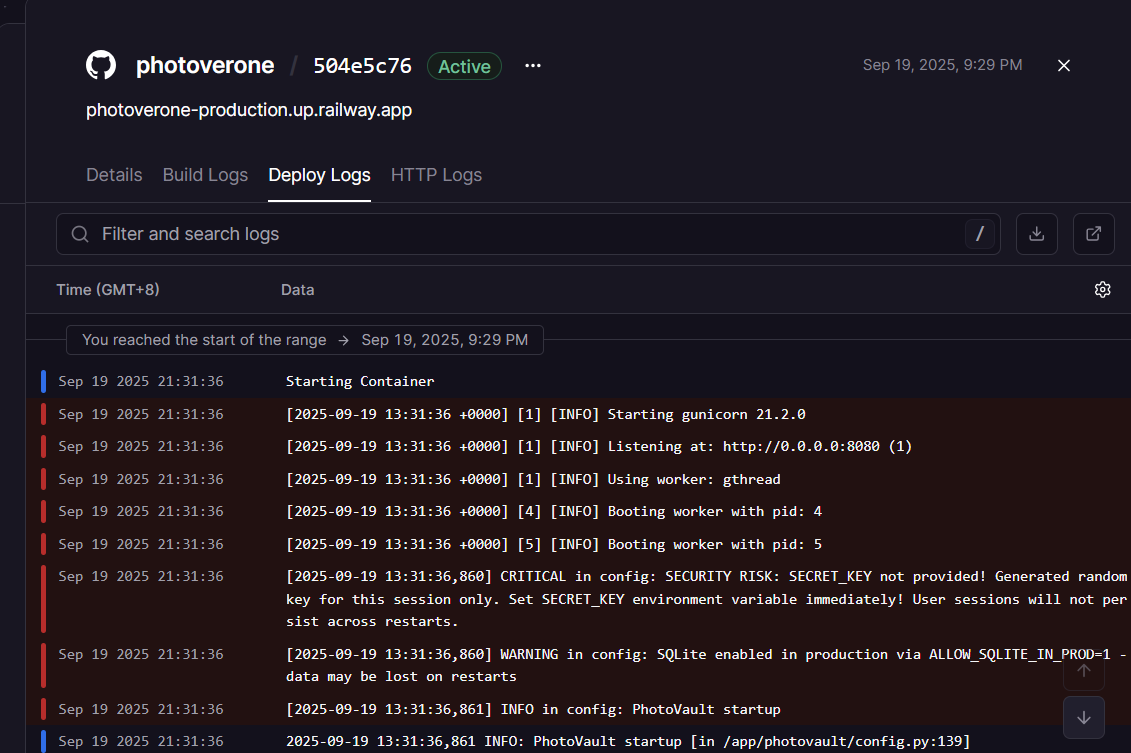 photoverone / 504e5c76 Active ... Sep 19, 2025, 9:29 PM
photoverone-production.up.railway.app
Details Build Logs Deploy Logs HTTP Logs
Filter and search logs /
Time (GMT+8) Data
You reached the start of the range → Sep 19, 2025, 9:29 PM
Sep 19 2025 21:31:36 Starting Container
Sep 19 2025 21:31:36 [2025-09-19 13:31:36 +0000] [1] [INFO] Starting gunicorn 21.2.0
Sep 19 2025 21:31:36 [2025-09-19 13:31:36 +0000] [1] [INFO] Listening at: http://0.0.0.0:8080 (1)
Sep 19 2025 21:31:36 [2025-09-19 13:31:36 +0000] [1] [INFO] Using worker: gthread
Sep 19 2025 21:31:36 [2025-09-19 13:31:36 +0000] [4] [INFO] Booting worker with pid: 4
Sep 19 2025 21:31:36 [2025-09-19 13:31:36 +0000] [5] [INFO] Booting worker with pid: 5
Sep 19 2025 21:31:36 [2025-09-19 13:31:36,860] CRITICAL in config: SECURITY RISK: SECRET_KEY not provided! Generated random
key for this session only. Set SECRET_KEY environment variable immediately! User sessions will not per
sist across restarts.
Sep 19 2025 21:31:36 [2025-09-19 13:31:36,860] WARNING in config: SQLite enabled in production via ALLOW_SQLITE_IN_PROD=1 -
data may be lost on restarts
Sep 19 2025 21:31:36 [2025-09-19 13:31:36,861] INFO in config: PhotoVault startup
Sep 19 2025 21:31:36 2025-09-19 13:31:36,861 INFO: PhotoVault startup [in /app/photovault/config.py:139]